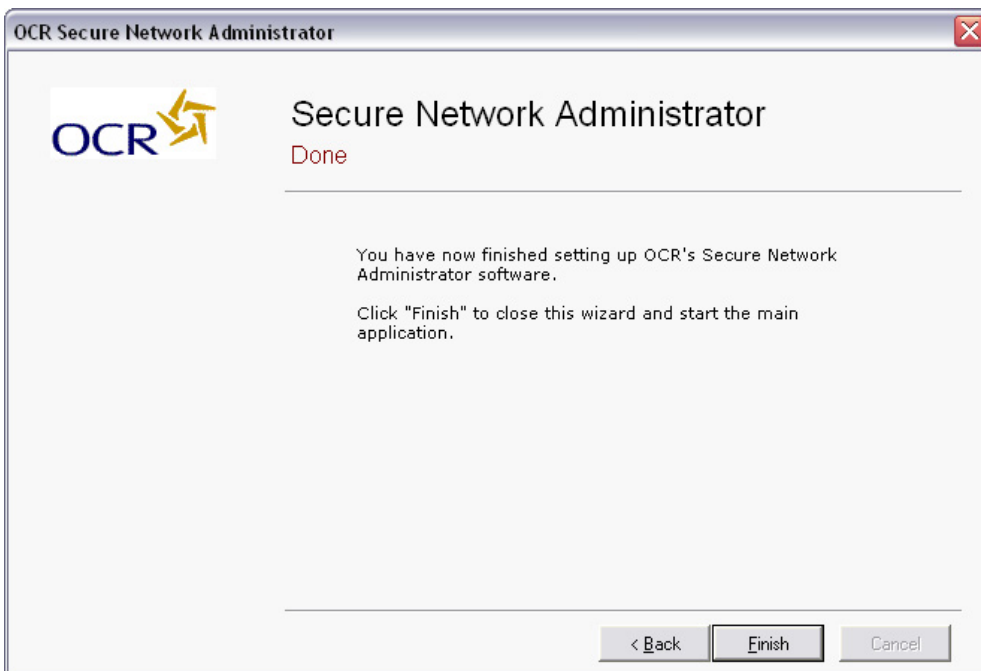 OCR Secure Network Administrator
OCR
Secure Network Administrator
Done
You have now finished setting up OCR's Secure Network
Administrator software.
Click "Finish" to close this wizard and start the main
application.
< Back
Finish
Cancel